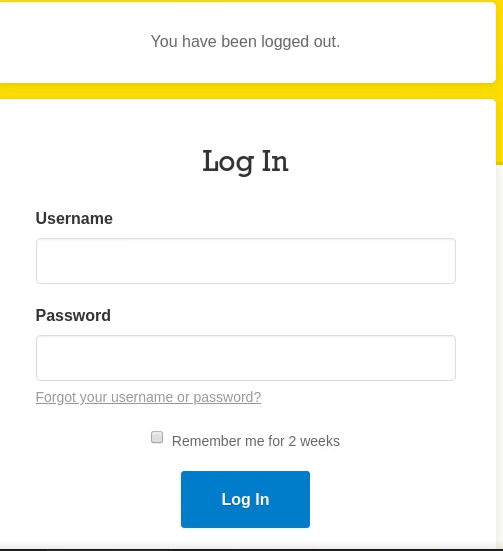 You have been logged out.
Log In
Username
Password
Forgot your username or password?
Remember me for 2 weeks
Log In